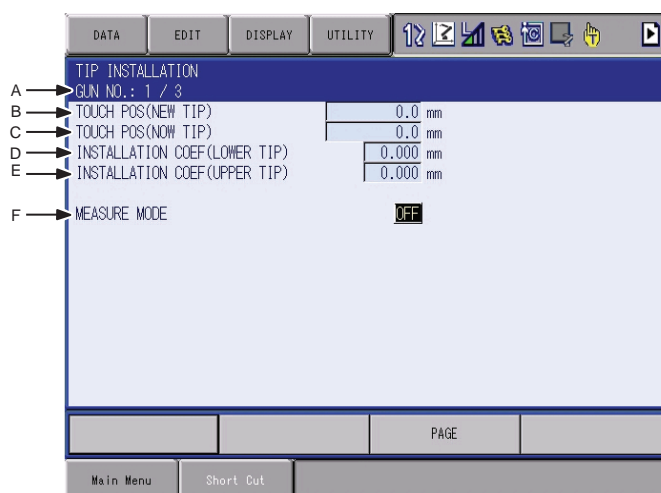 DATA EDIT DISPLAY UTILITY
TIP INSTALLATION
A GUN NO.: 1 / 3
B TOUCH POS(NEW TIP) 0.0 mm
C TOUCH POS(NOW TIP) 0.0 mm
D INSTALLATION COEF(LOWER TIP) 0.000 mm
E INSTALLATION COEF(UPPER TIP) 0.000 mm
F MEASURE MODE OFF
PAGE
Main Menu Short Cut